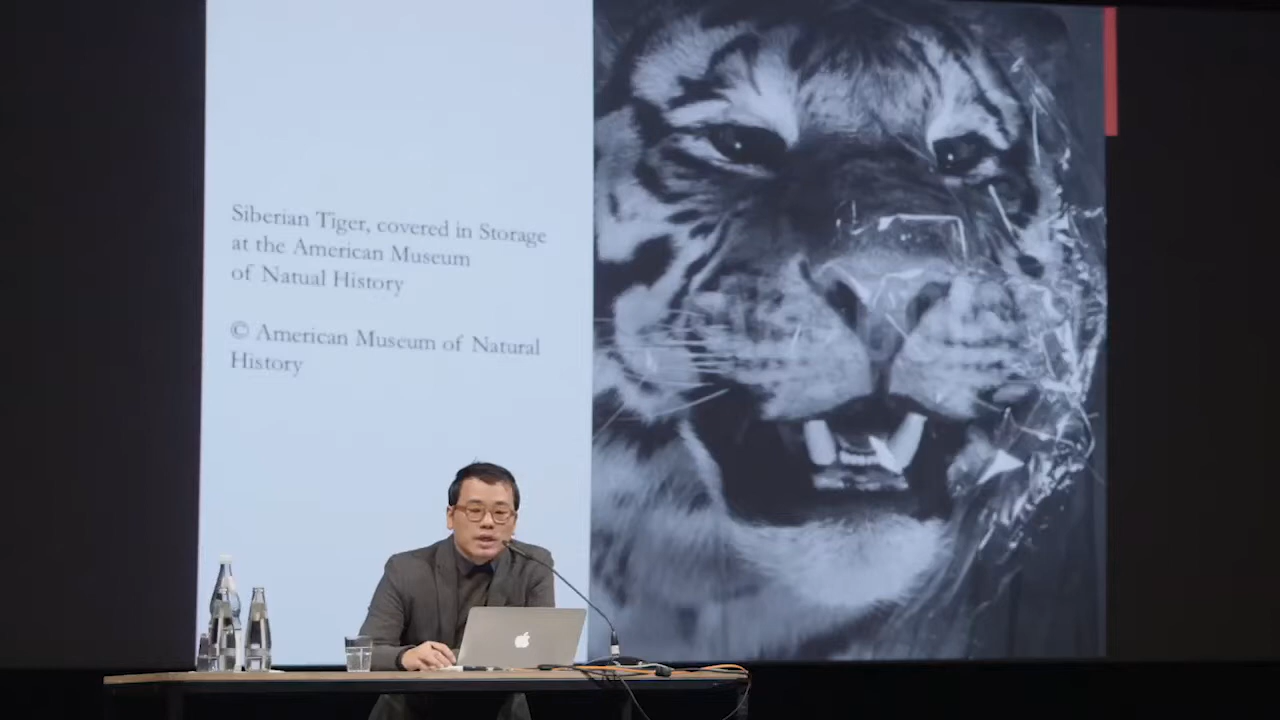 Siberian Tiger, covered in Storage
at the American Museum
of Natual History
© American Museum of Natural
History